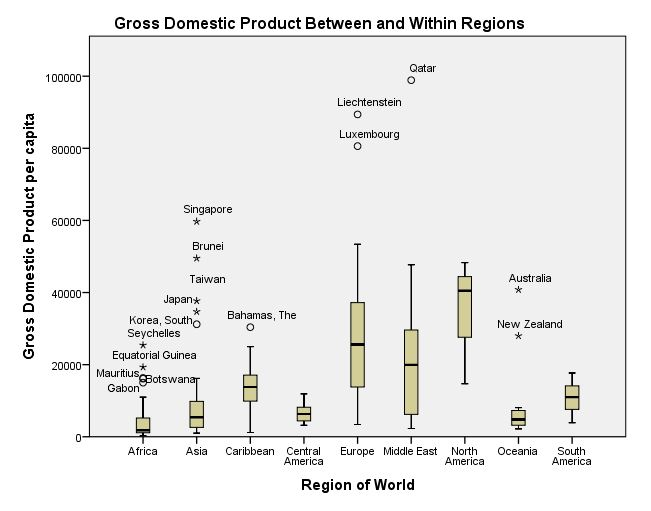 Gross Domestic Product Between and Within Regions
Gross Domestic Product per capita
100000
80000
60000
40000
20000
0
Qatar
Liechtenstein
Luxembourg
Singapore
Brunei
Taiwan
Japan
Korea, South
Bahamas, The
Australia
New Zealand
Seychelles
Equatorial Guinea
Mauritius
Botswana
Gabon
Africa
Asia
Caribbean
Central
America
Europe
Middle East
North
America
Oceania
South
America
Region of World